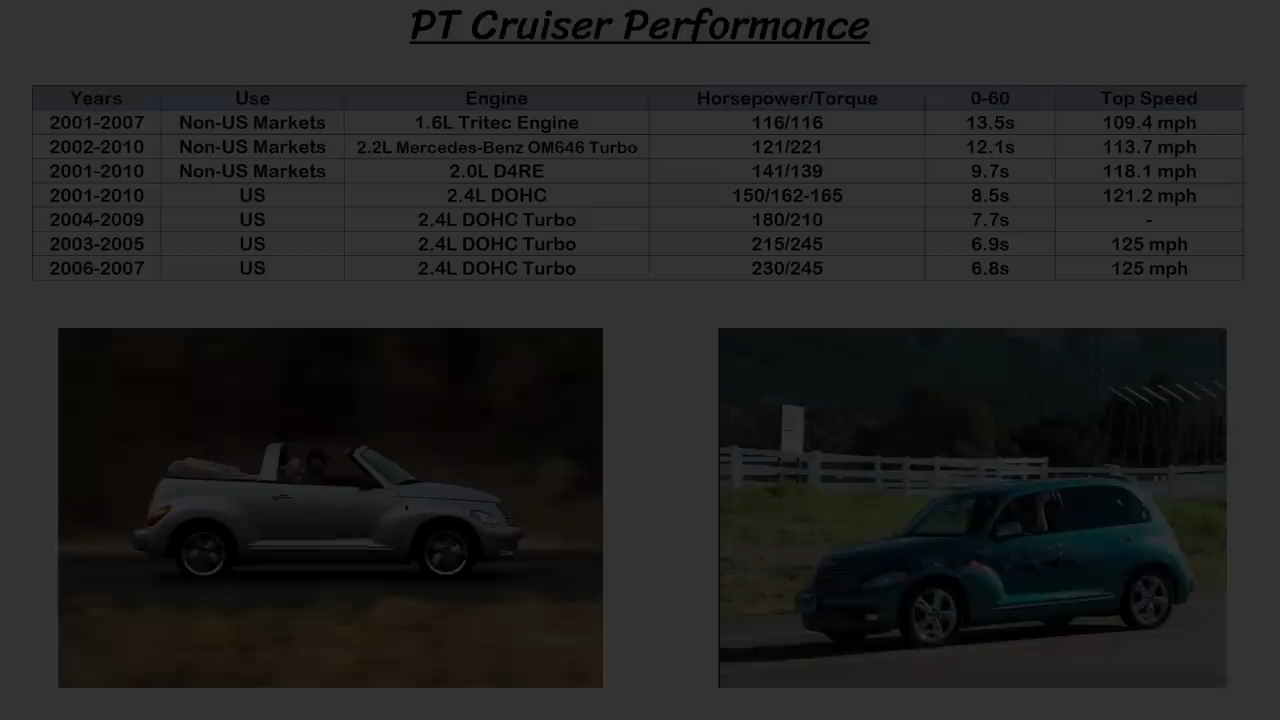 PT Cruiser Performance
Years Use Engine Horsepower/Torque 0-60 Top Speed
2001-2007 Non-US Markets 1.6L Tritec Engine 116/116 13.5s 109.4 mph
2002-2010 Non-US Markets 2.2L Mercedes-Benz OM646 Turbo 121/221 12.1s 113.7 mph
2001-2010 Non-US Markets 2.0L D4RE 141/139 9.7s 118.1 mph
2001-2010 US 2.4L DOHC 150/162-165 8.5s 121.2 mph
2004-2009 US 2.4L DOHC Turbo 180/210 7.7s -
2003-2005 US 2.4L DOHC Turbo 215/245 6.9s 125 mph
2006-2007 US 2.4L DOHC Turbo 230/245 6.8s 125 mph